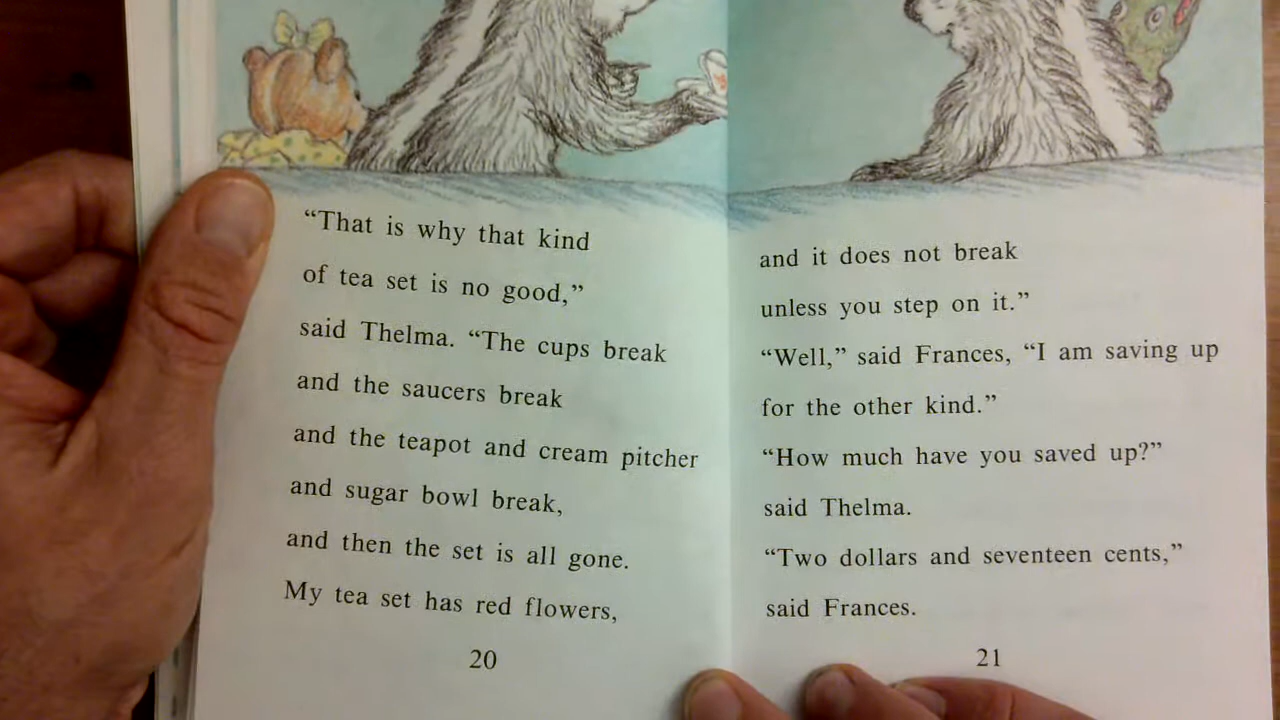 “That is why that kind
of tea set is no good,”
said Thelma. “The cups break
and the saucers break
and the teapot and cream pitcher
and sugar bowl break,
and then the set is all gone.
My tea set has red flowers,
20
and it does not break
unless you step on it.”
“Well,” said Frances, “I am saving up
for the other kind.”
“How much have you saved up?”
said Thelma.
“Two dollars and seventeen cents,”
said Frances.
21